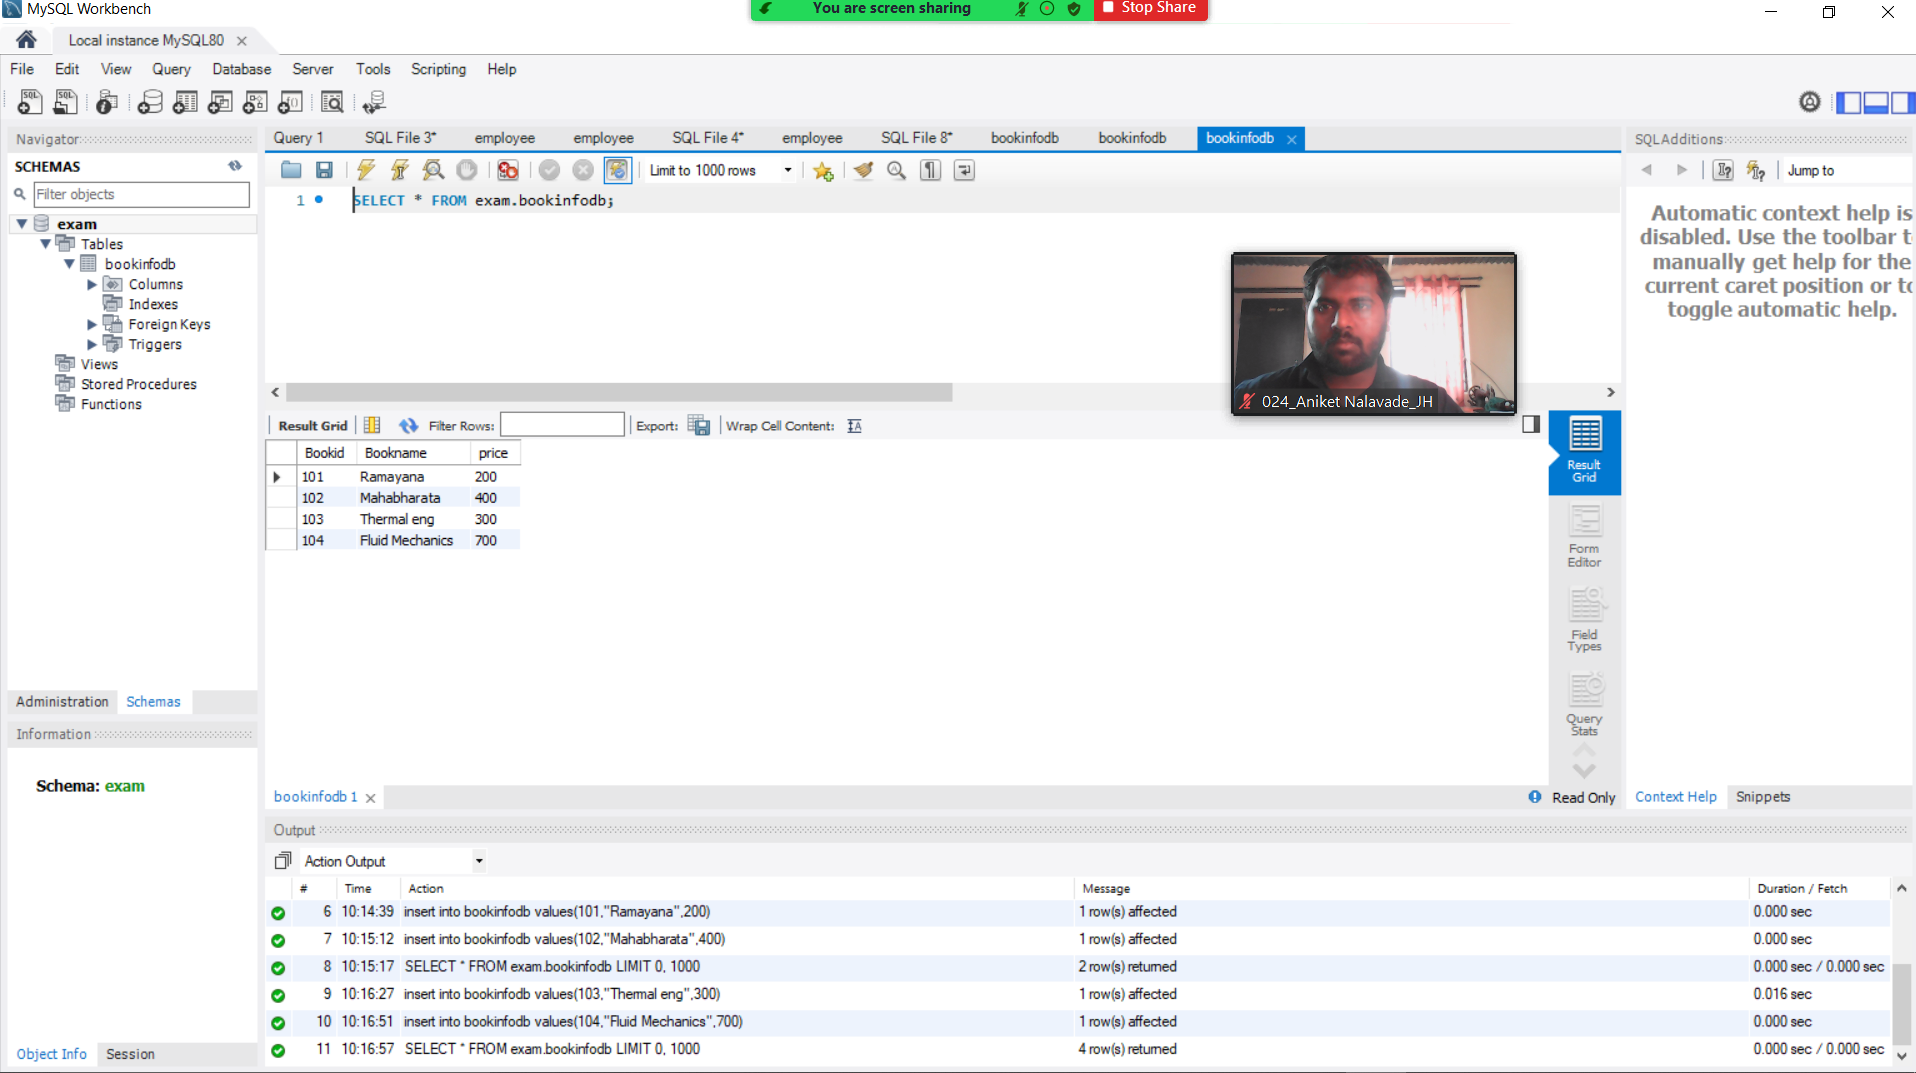 MySQL Workbench
You are screen sharing
Stop Share
Local instance MySQL80
File Edit View Query Database Server Tools Scripting Help
Navigator
SCHEMAS
Filter objects
exam
Tables
bookinfodb
Columns
Indexes
Foreign Keys
Triggers
Views
Stored Procedures
Functions
Administration Schemas
Information
Schema: exam
Object Info Session
Query 1 SQL File 3* employee employee SQL File 4* employee SQL File 8* bookinfodb bookinfodb bookinfodb
Limit to 1000 rows
1 SELECT * FROM exam.bookinfodb;
024_Aniket Nalavade_JH
Result Grid Filter Rows: Export: Wrap Cell Content:
Bookid Bookname price
101 Ramayana 200
102 Mahabharata 400
103 Thermal eng 300
104 Fluid Mechanics 700
Result
Grid
Form
Editor
Field
Types
Query
Stats
bookinfodb 1
Read Only
SQLAdditions
Jump to
Automatic context help is
disabled. Use the toolbar t
manually get help for the
current caret position or to
toggle automatic help.
Context Help Snippets
Output
Action Output
# Time Action Message Duration / Fetch
6 10:14:39 insert into bookinfodb values(101,"Ramayana",200) 1 row(s) affected 0.000 sec
7 10:15:12 insert into bookinfodb values(102,"Mahabharata",400) 1 row(s) affected 0.000 sec
8 10:15:17 SELECT * FROM exam.bookinfodb LIMIT 0, 1000 2 row(s) returned 0.000 sec / 0.000 sec
9 10:16:27 insert into bookinfodb values(103,"Thermal eng",300) 1 row(s) affected 0.016 sec
10 10:16:51 insert into bookinfodb values(104,"Fluid Mechanics",700) 1 row(s) affected 0.000 sec
11 10:16:57 SELECT * FROM exam.bookinfodb LIMIT 0, 1000 4 row(s) returned 0.000 sec / 0.000 sec